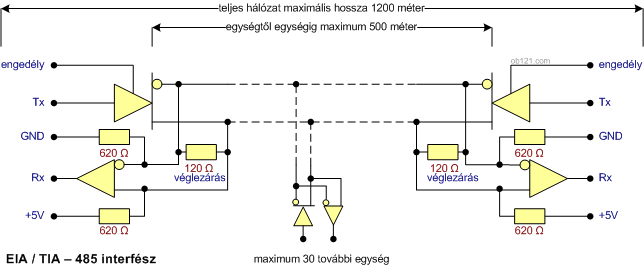 teljes hálózat maximális hossza 1200 méter
egységtől egységig maximum 500 méter
ob121.com
engedély
engedély
Tx
Tx
GND
GND
620 Ω
620 Ω
120 Ω
120 Ω
Rx
Rx
véglezárás
véglezárás
+5V
+5V
620 Ω
620 Ω
EIA / TIA – 485 interfész
maximum 30 további egység